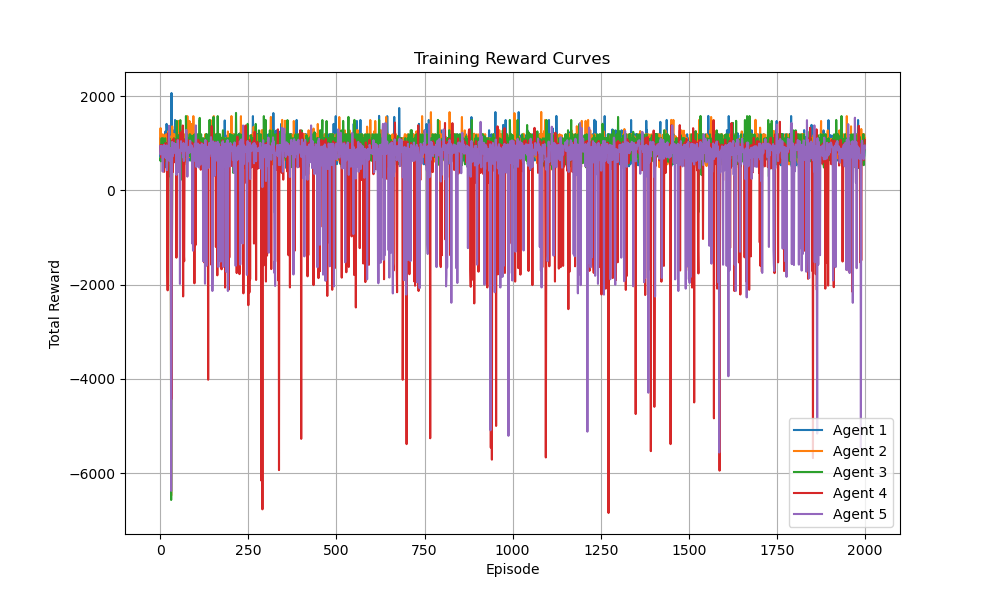 Training Reward Curves
Total Reward
2000
0
−2000
−4000
−6000
0 250 500 750 1000 1250 1500 1750 2000
Episode
Agent 1
Agent 2
Agent 3
Agent 4
Agent 5